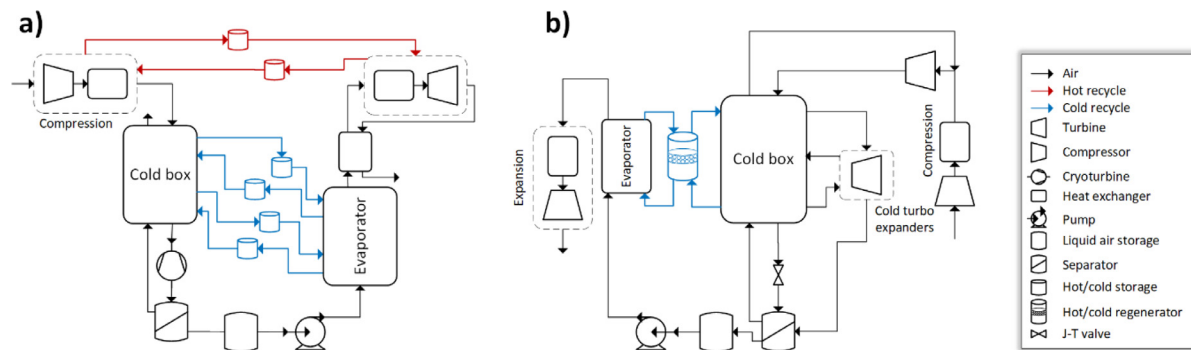 a)
Compression
Cold box
Evaporator
b)
Expansion
Evaporator
Cold box
Compression
Cold turbo
expanders
Air
Hot recycle
Cold recycle
Turbine
Compressor
Cryoturbine
Heat exchanger
Pump
Liquid air storage
Separator
Hot/cold storage
Hot/cold regenerator
J-T valve